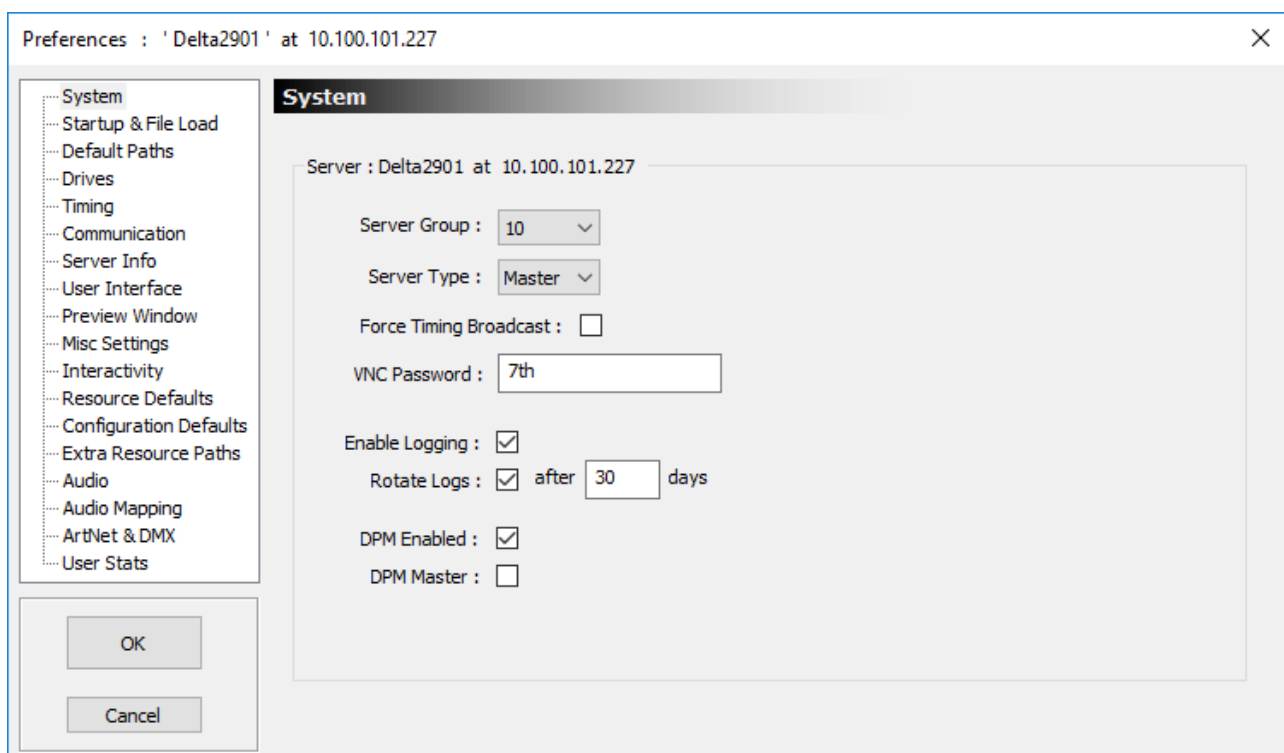 Preferences : ' Delta2901 ' at 10.100.101.227
System
Startup & File Load
Default Paths
Drives
Timing
Communication
Server Info
User Interface
Preview Window
Misc Settings
Interactivity
Resource Defaults
Configuration Defaults
Extra Resource Paths
Audio
Audio Mapping
ArtNet & DMX
User Stats
OK
Cancel
System
Server : Delta2901 at 10.100.101.227
Server Group : 10
Server Type : Master
Force Timing Broadcast :
VNC Password : 7th
Enable Logging :
Rotate Logs : after 30 days
DPM Enabled :
DPM Master :